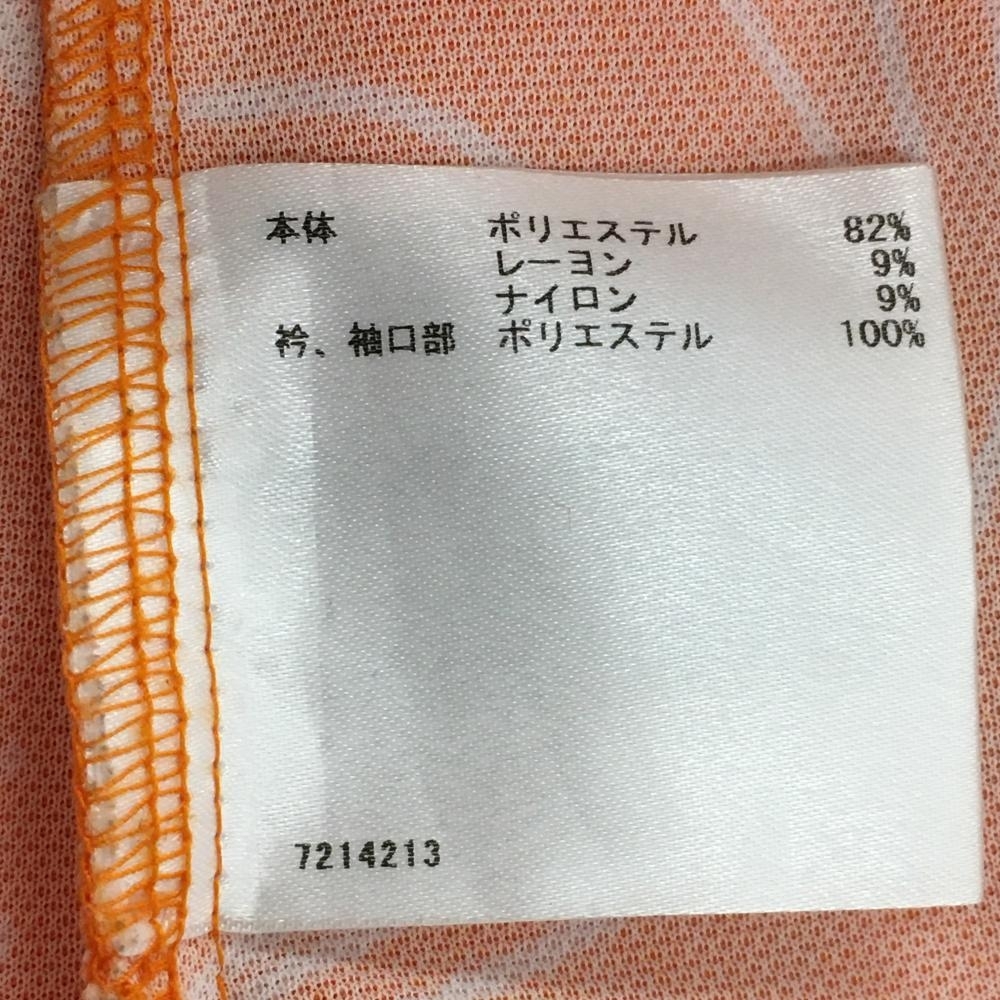 本体 ポリエステル 82%
レーヨン 9%
ナイロン 9%
衿、袖口部 ポリエステル 100%
7214213